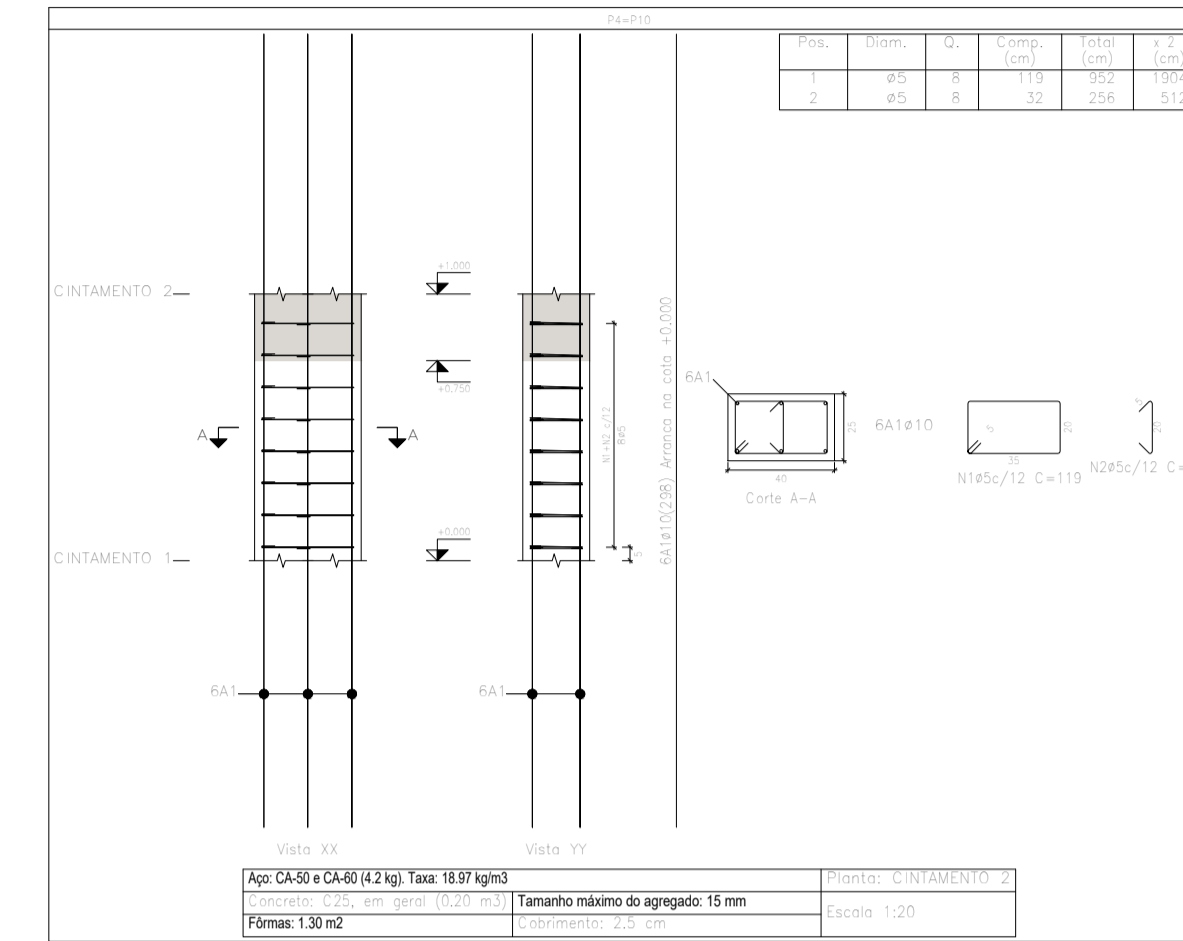 P4=P10
Pos. Diam. Q. Comp. (cm) Total (cm) x 2 (cm)
1 ø5 8 119 952 1904
2 ø5 8 32 256 512
CINTAMENTO 2
+1.000
+0.750
A A
CINTAMENTO 1
+0.000
N1+N2 c/12
8ø5
5
6A1ø10(298) Arranca na cota +0.000
6A1
25
40
Corte A-A
6A1ø10
5
20
35
N1ø5c/12 C=119
5
20
N2ø5c/12 C=
6A1
6A1
Vista XX
Vista YY
Aço: CA-50 e CA-60 (4.2 kg). Taxa: 18.97 kg/m3
Planta: CINTAMENTO 2
Concreto: C25, em geral (0.20 m3)
Tamanho máximo do agregado: 15 mm
Escala 1:20
Fôrmas: 1.30 m2
Cobrimento: 2.5 cm